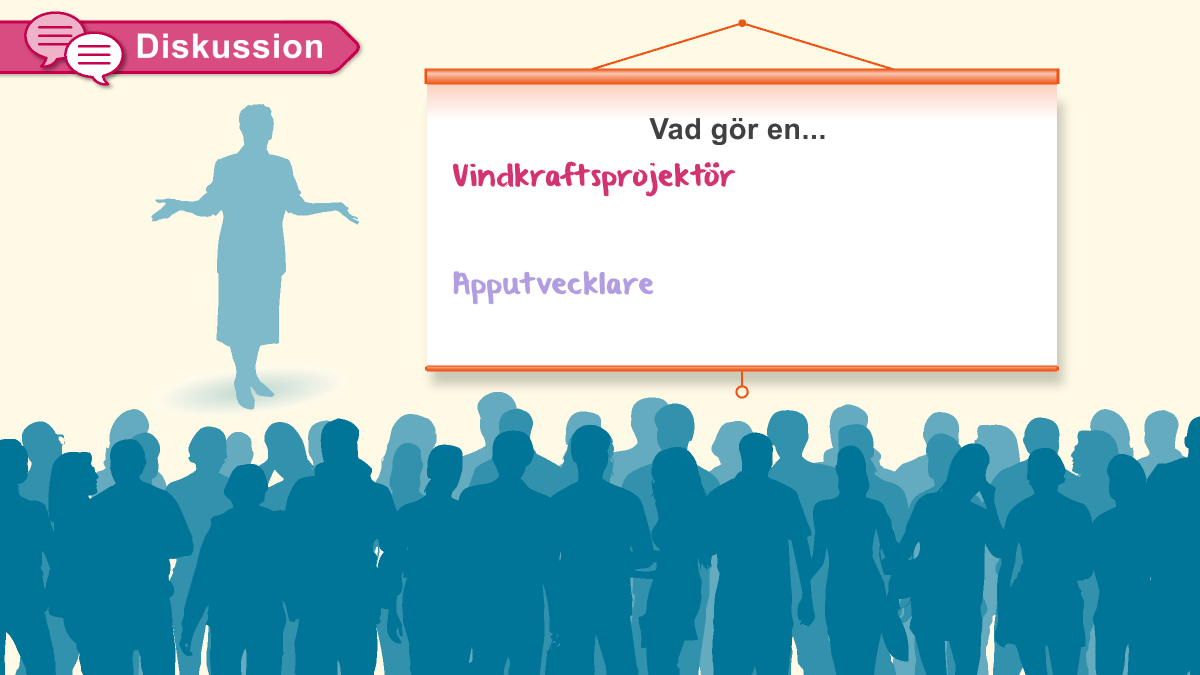 Diskussion
Vad gör en...
Vindkraftsprojektör
Apputvecklare